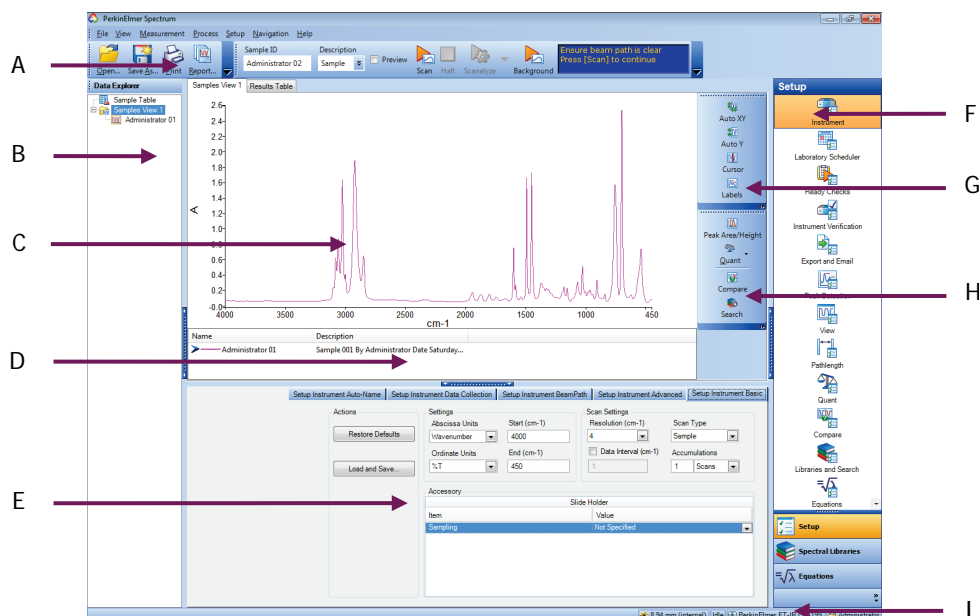 PerkinElmer Spectrum
File View Measurement Process Setup Navigation Help
Sample ID Description
Administrator 02 Sample Preview
Open... Save As... Print Report... Scan Halt Scanalyze Background
Ensure beam path is clear
Press [Scan] to continue
A
Data Explorer
Sample Table
Samples View 1
Administrator 01
B
Samples View 1 Results Table
A
2.6
2.4
2.2
2.0
1.8
1.6
1.4
1.2
1.0
0.8
0.6
0.4
0.2
-0.0
4000 3500 3000 2500 2000 1500 1000 450
cm-1
C
Auto XY
Auto Y
Cursor
Labels
G
Peak Area/Height
Quant
Compare
Search
H
Name Description
Administrator 01 Sample 001 By Administrator Date Saturday...
D
Setup Instrument Auto-Name Setup Instrument Data Collection Setup Instrument BeamPath Setup Instrument Advanced Setup Instrument Basic
Actions
Restore Defaults
Load and Save...
Settings
Abscissa Units Start (cm-1)
Wavenumber 4000
Ordinate Units End (cm-1)
%T 450
Scan Settings
Resolution (cm-1) Scan Type
4 Sample
Data Interval (cm-1) Accumulations
1 1 Scans
Accessory
Slide Holder
Item Value
Sampling Not Specified
E
Setup
Instrument
F
Laboratory Scheduler
Ready Checks
Instrument Verification
Export and Email
View
Pathlength
Quant
Compare
Libraries and Search
Equations
Setup
Spectral Libraries
Equations
8.94 mm (internal) Idle PerkinElmer FT-IR Administrator